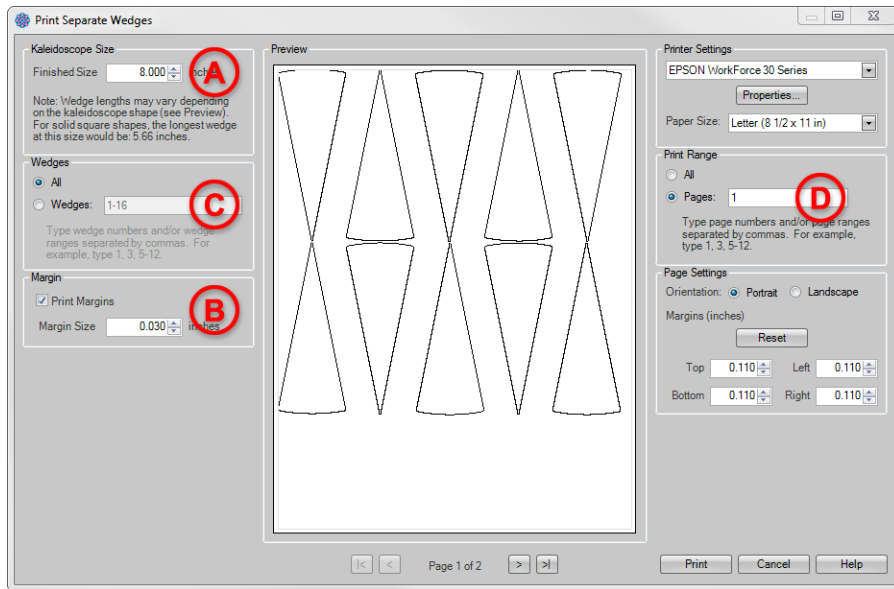 Print Separate Wedges
Kaleidoscope Size
Finished Size 8.000 inches
A
Note: Wedge lengths may vary depending
on the kaleidoscope shape (see Preview).
For solid square shapes, the longest wedge
at this size would be: 5.66 inches.
Wedges
All
Wedges: 1-16
C
Type wedge numbers and/or wedge
ranges separated by commas. For
example, type 1, 3, 5-12.
Margin
Print Margins
B
Margin Size 0.030 inches
Preview
Page 1 of 2
Printer Settings
EPSON WorkForce 30 Series
Properties...
Paper Size: Letter (8 1/2 x 11 in)
Print Range
All
Pages: 1
D
Type page numbers and/or page ranges
separated by commas. For example,
type 1, 3, 5-12.
Page Settings
Orientation: Portrait Landscape
Margins (inches)
Reset
Top 0.110 Left 0.110
Bottom 0.110 Right 0.110
Print Cancel Help